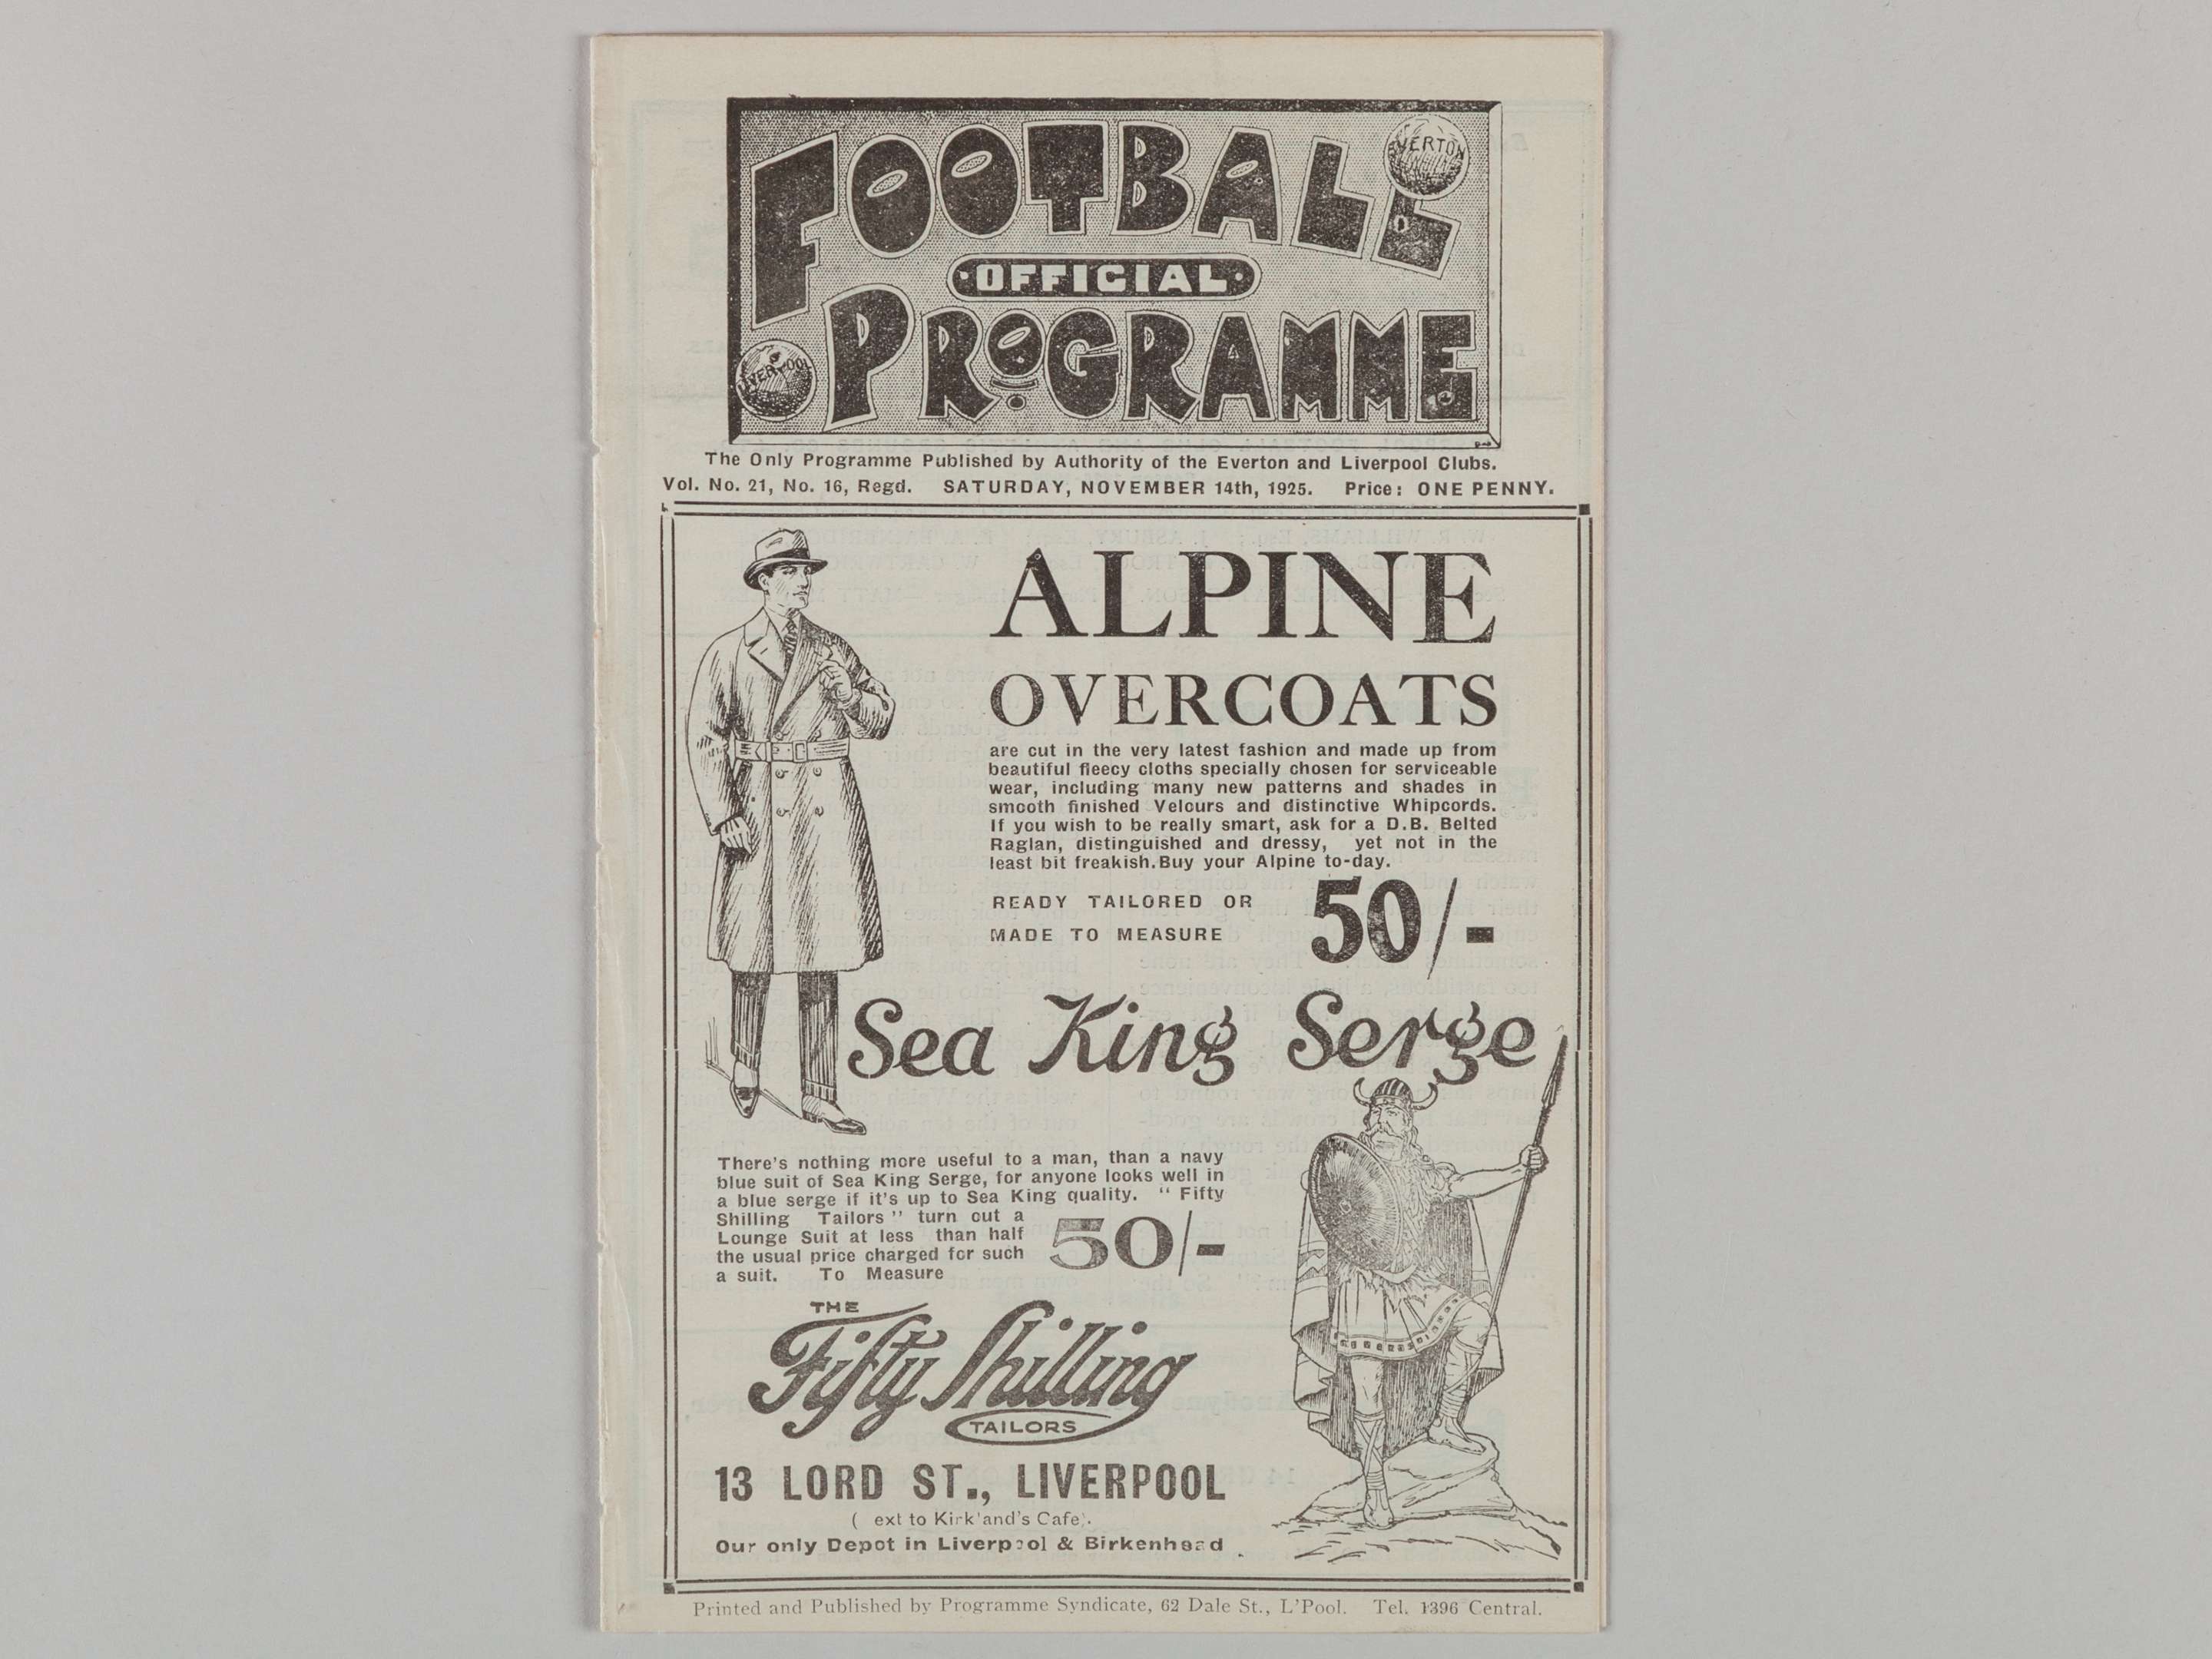 FOOTBALL
EVERTON
OFFICIAL
PROGRAMME
LIVERPOOL
The Only Programme Published by Authority of the Everton and Liverpool Clubs.
Vol. No. 21, No. 16, Regd. SATURDAY, NOVEMBER 14th, 1925. Price: ONE PENNY.
ALPINE
OVERCOATS
are cut in the very latest fashion and made up from
beautiful fleecy cloths specially chosen for serviceable
wear, including many new patterns and shades in
smooth finished Velours and distinctive Whipcords.
If you wish to be really smart, ask for a D.B. Belted
Raglan, distinguished and dressy, yet not in the
least bit freakish. Buy your Alpine to-day.
READY TAILORED OR
MADE TO MEASURE
50/-
Sea King Serge
There's nothing more useful to a man, than a navy
blue suit of Sea King Serge, for anyone looks well in
a blue serge if it's up to Sea King quality. "Fifty
Shilling Tailors" turn out a
Lounge Suit at less than half
the usual price charged for such
a suit. To Measure
50/-
THE
Fifty Shilling
TAILORS
13 LORD ST., LIVERPOOL
( ext to Kirk'and's Cafe).
Our only Depot in Liverpool & Birkenhead.
Printed and Published by Programme Syndicate, 62 Dale St., L'Pool. Tel. 1396 Central.